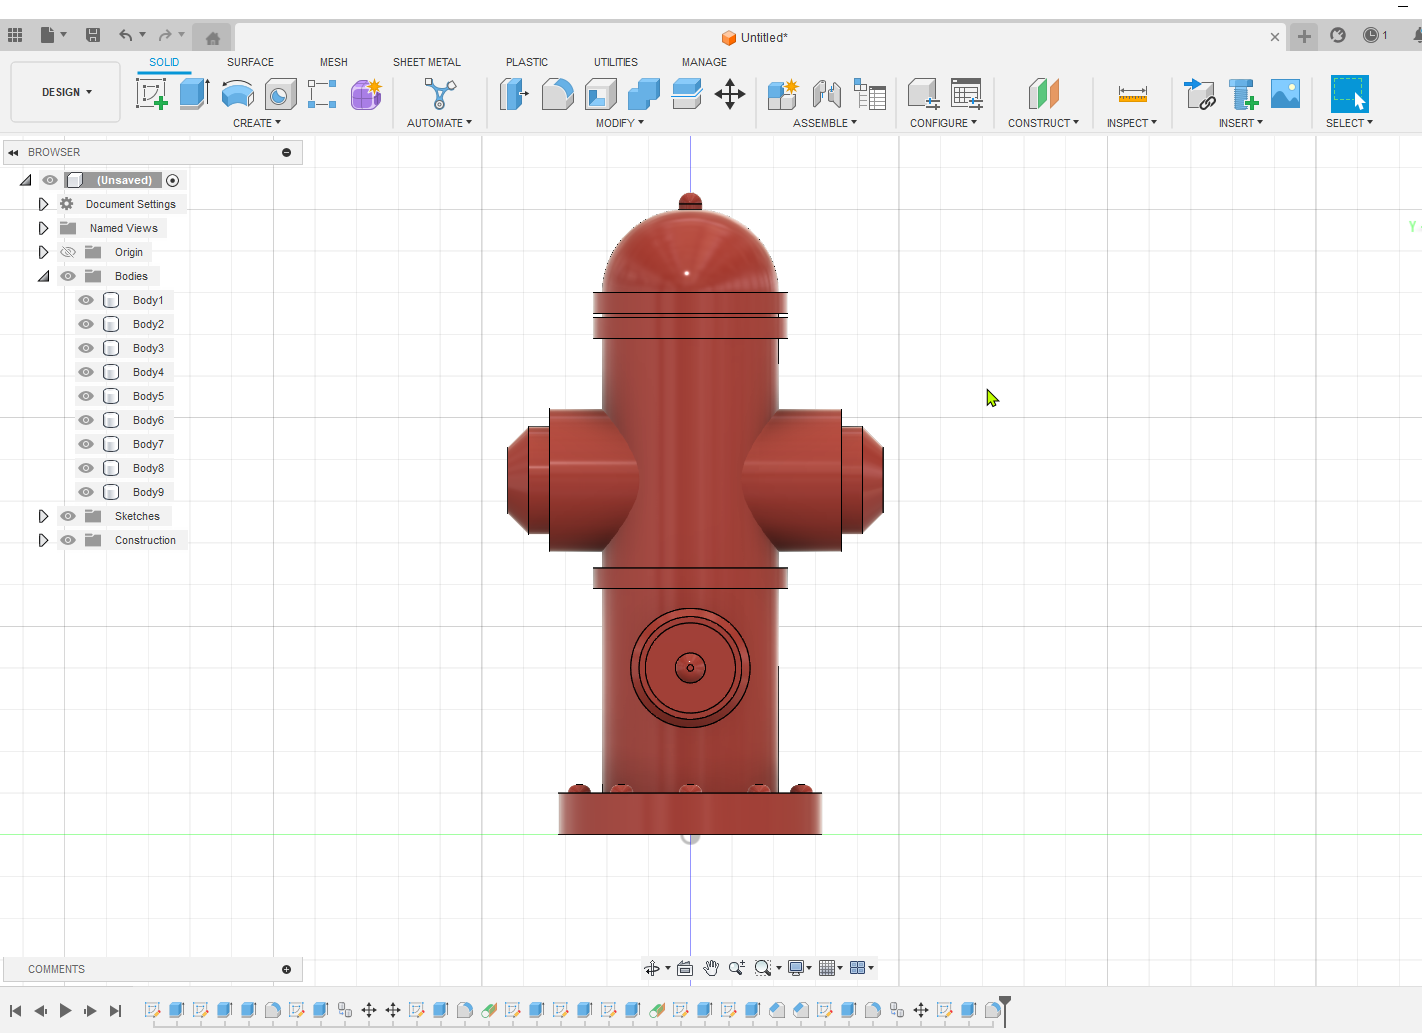 Untitled*
1
SOLID SURFACE MESH SHEET METAL PLASTIC UTILITIES MANAGE
DESIGN
CREATE AUTOMATE MODIFY ASSEMBLE CONFIGURE CONSTRUCT INSPECT INSERT SELECT
BROWSER
(Unsaved)
Document Settings
Named Views
Origin
Bodies
Body1
Body2
Body3
Body4
Body5
Body6
Body7
Body8
Body9
Sketches
Construction
Y
COMMENTS